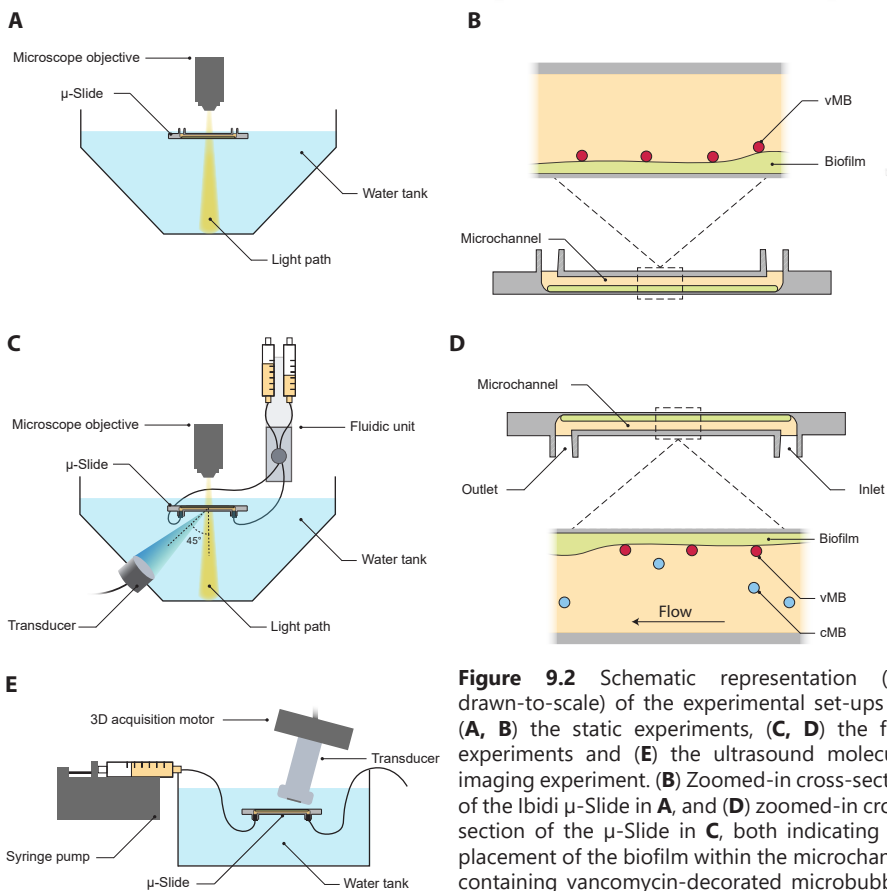 A
Microscope objective
μ-Slide
Water tank
Light path
B
vMB
Biofilm
Microchannel
C
Microscope objective
Fluidic unit
μ-Slide
45°
Water tank
Transducer
Light path
D
Microchannel
Outlet
Inlet
Biofilm
vMB
Flow
cMB
E
3D acquisition motor
Transducer
Syringe pump
μ-Slide
Water tank
Figure 9.2 Schematic representation (
drawn-to-scale) of the experimental set-ups
(A, B) the static experiments, (C, D) the f
experiments and (E) the ultrasound molecu
imaging experiment. (B) Zoomed-in cross-sect
of the Ibidi μ-Slide in A, and (D) zoomed-in cro
section of the μ-Slide in C, both indicating
placement of the biofilm within the microchan
containing vancomycin-decorated microbubb